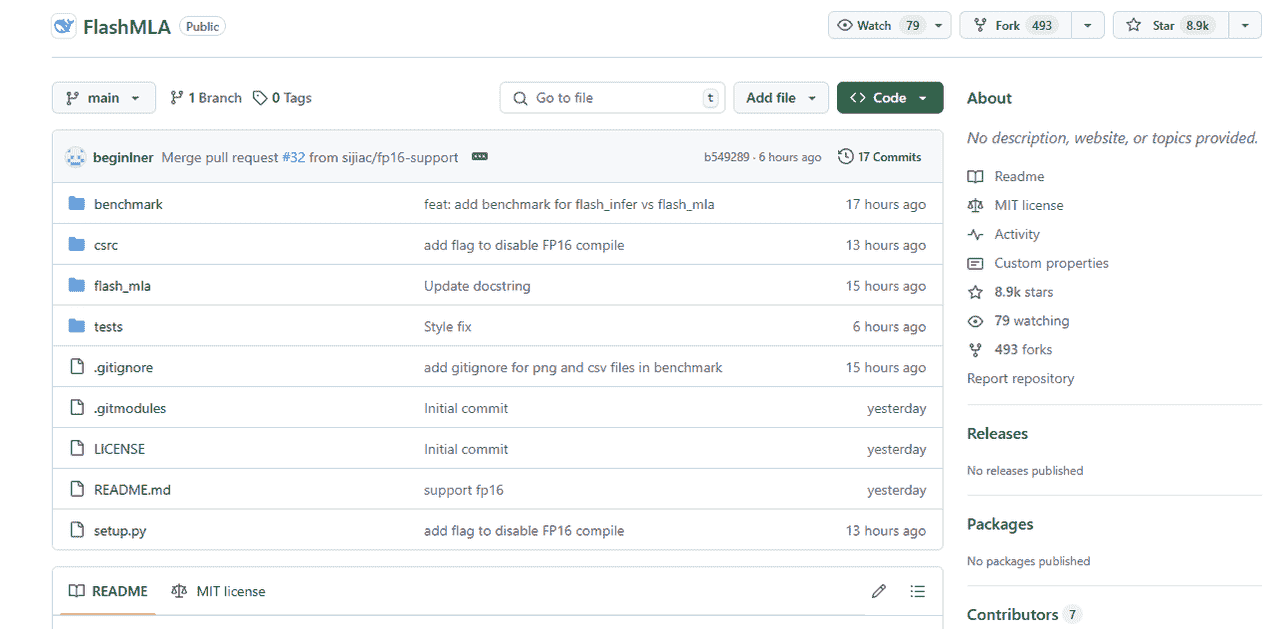 FlashMLA Public Watch 79 Fork 493 Star 8.9k
main 1 Branch 0 Tags Go to file t Add file Code
beginlner Merge pull request #32 from sijiac/fp16-support b549289 · 6 hours ago 17 Commits
benchmark feat: add benchmark for flash_infer vs flash_mla 17 hours ago
csrc add flag to disable FP16 compile 13 hours ago
flash_mla Update docstring 15 hours ago
tests Style fix 6 hours ago
.gitignore add gitignore for png and csv files in benchmark 15 hours ago
.gitmodules Initial commit yesterday
LICENSE Initial commit yesterday
README.md support fp16 yesterday
setup.py add flag to disable FP16 compile 13 hours ago
README MIT license
About
No description, website, or topics provided.
Readme
MIT license
Activity
Custom properties
8.9k stars
79 watching
493 forks
Report repository
Releases
No releases published
Packages
No packages published
Contributors 7